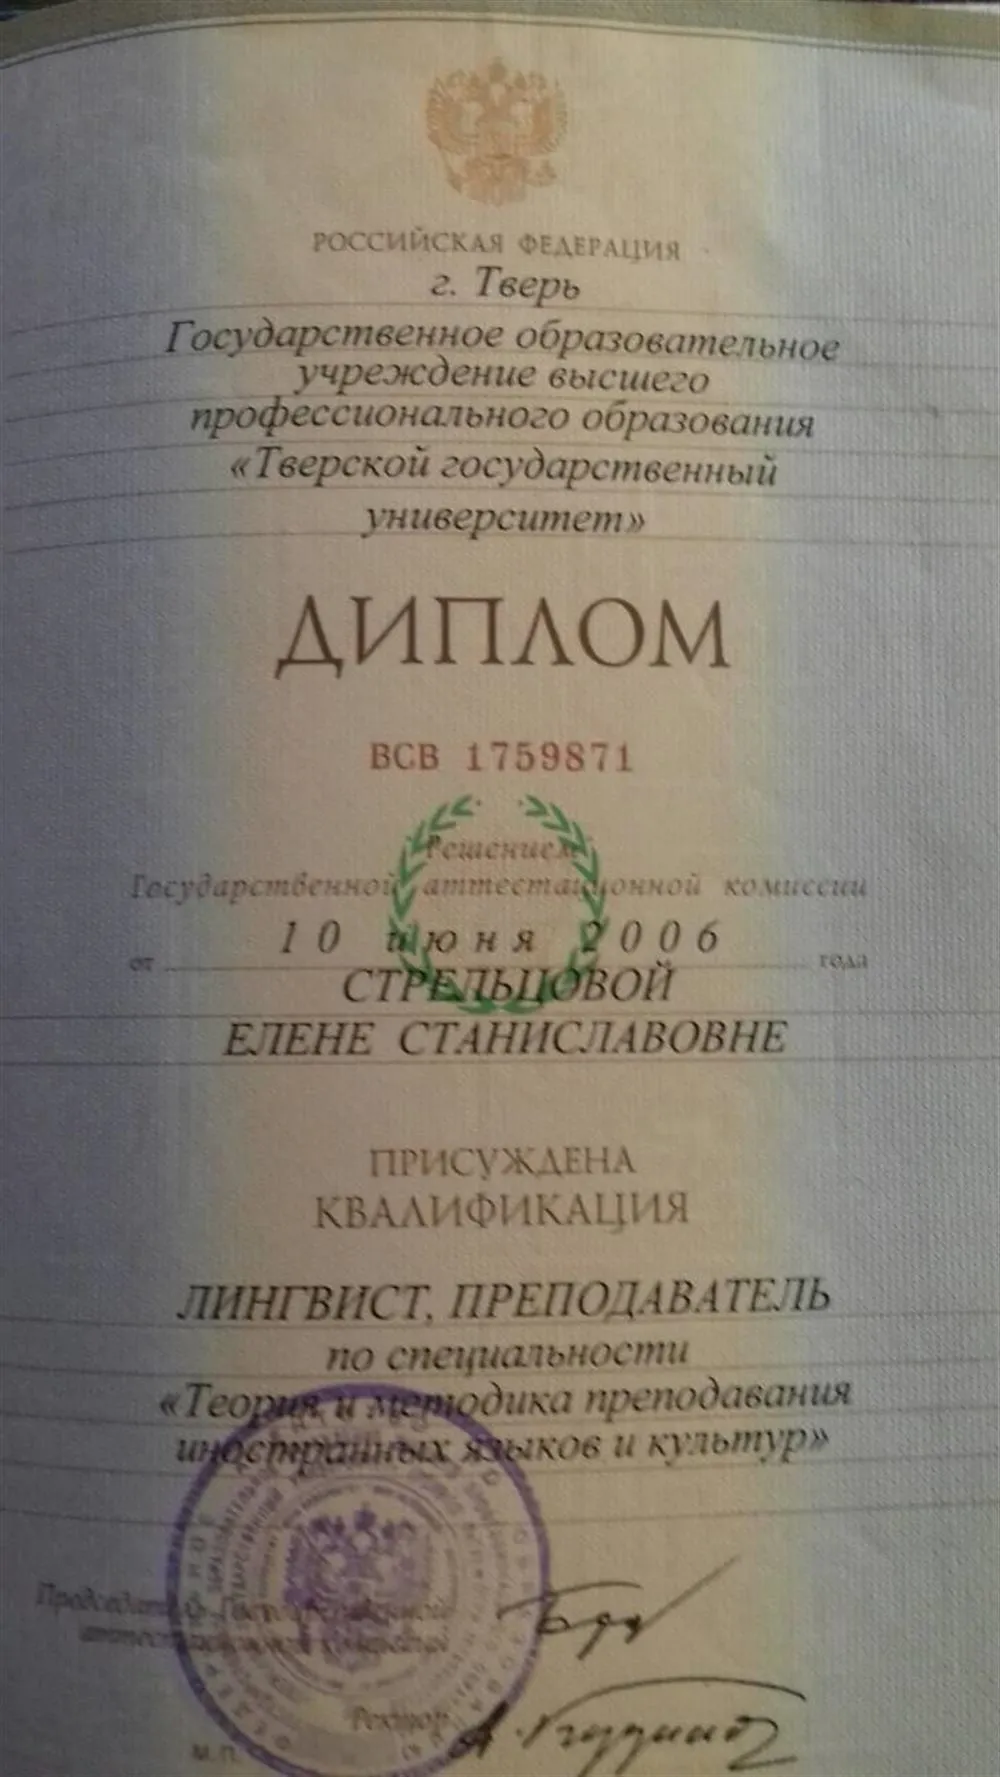 РОССИЙСКАЯ ФЕДЕРАЦИЯ
г. Тверь
Государственное образовательное
учреждение высшего
профессионального образования
«Тверской государственный
университет»
ДИПЛОМ
ВСВ 1759871
Решением
Государственной аттестационной комиссии
от 10 июня 2006 года
СТРЕЛЬЦОВОЙ
ЕЛЕНЕ СТАНИСЛАВОВНЕ
ПРИСУЖДЕНА
КВАЛИФИКАЦИЯ
ЛИНГВИСТ, ПРЕПОДАВАТЕЛЬ
по специальности
«Теория и методика преподавания
иностранных языков и культур»
Председатель Государственной
аттестационной комиссии
Ректор
М.П.